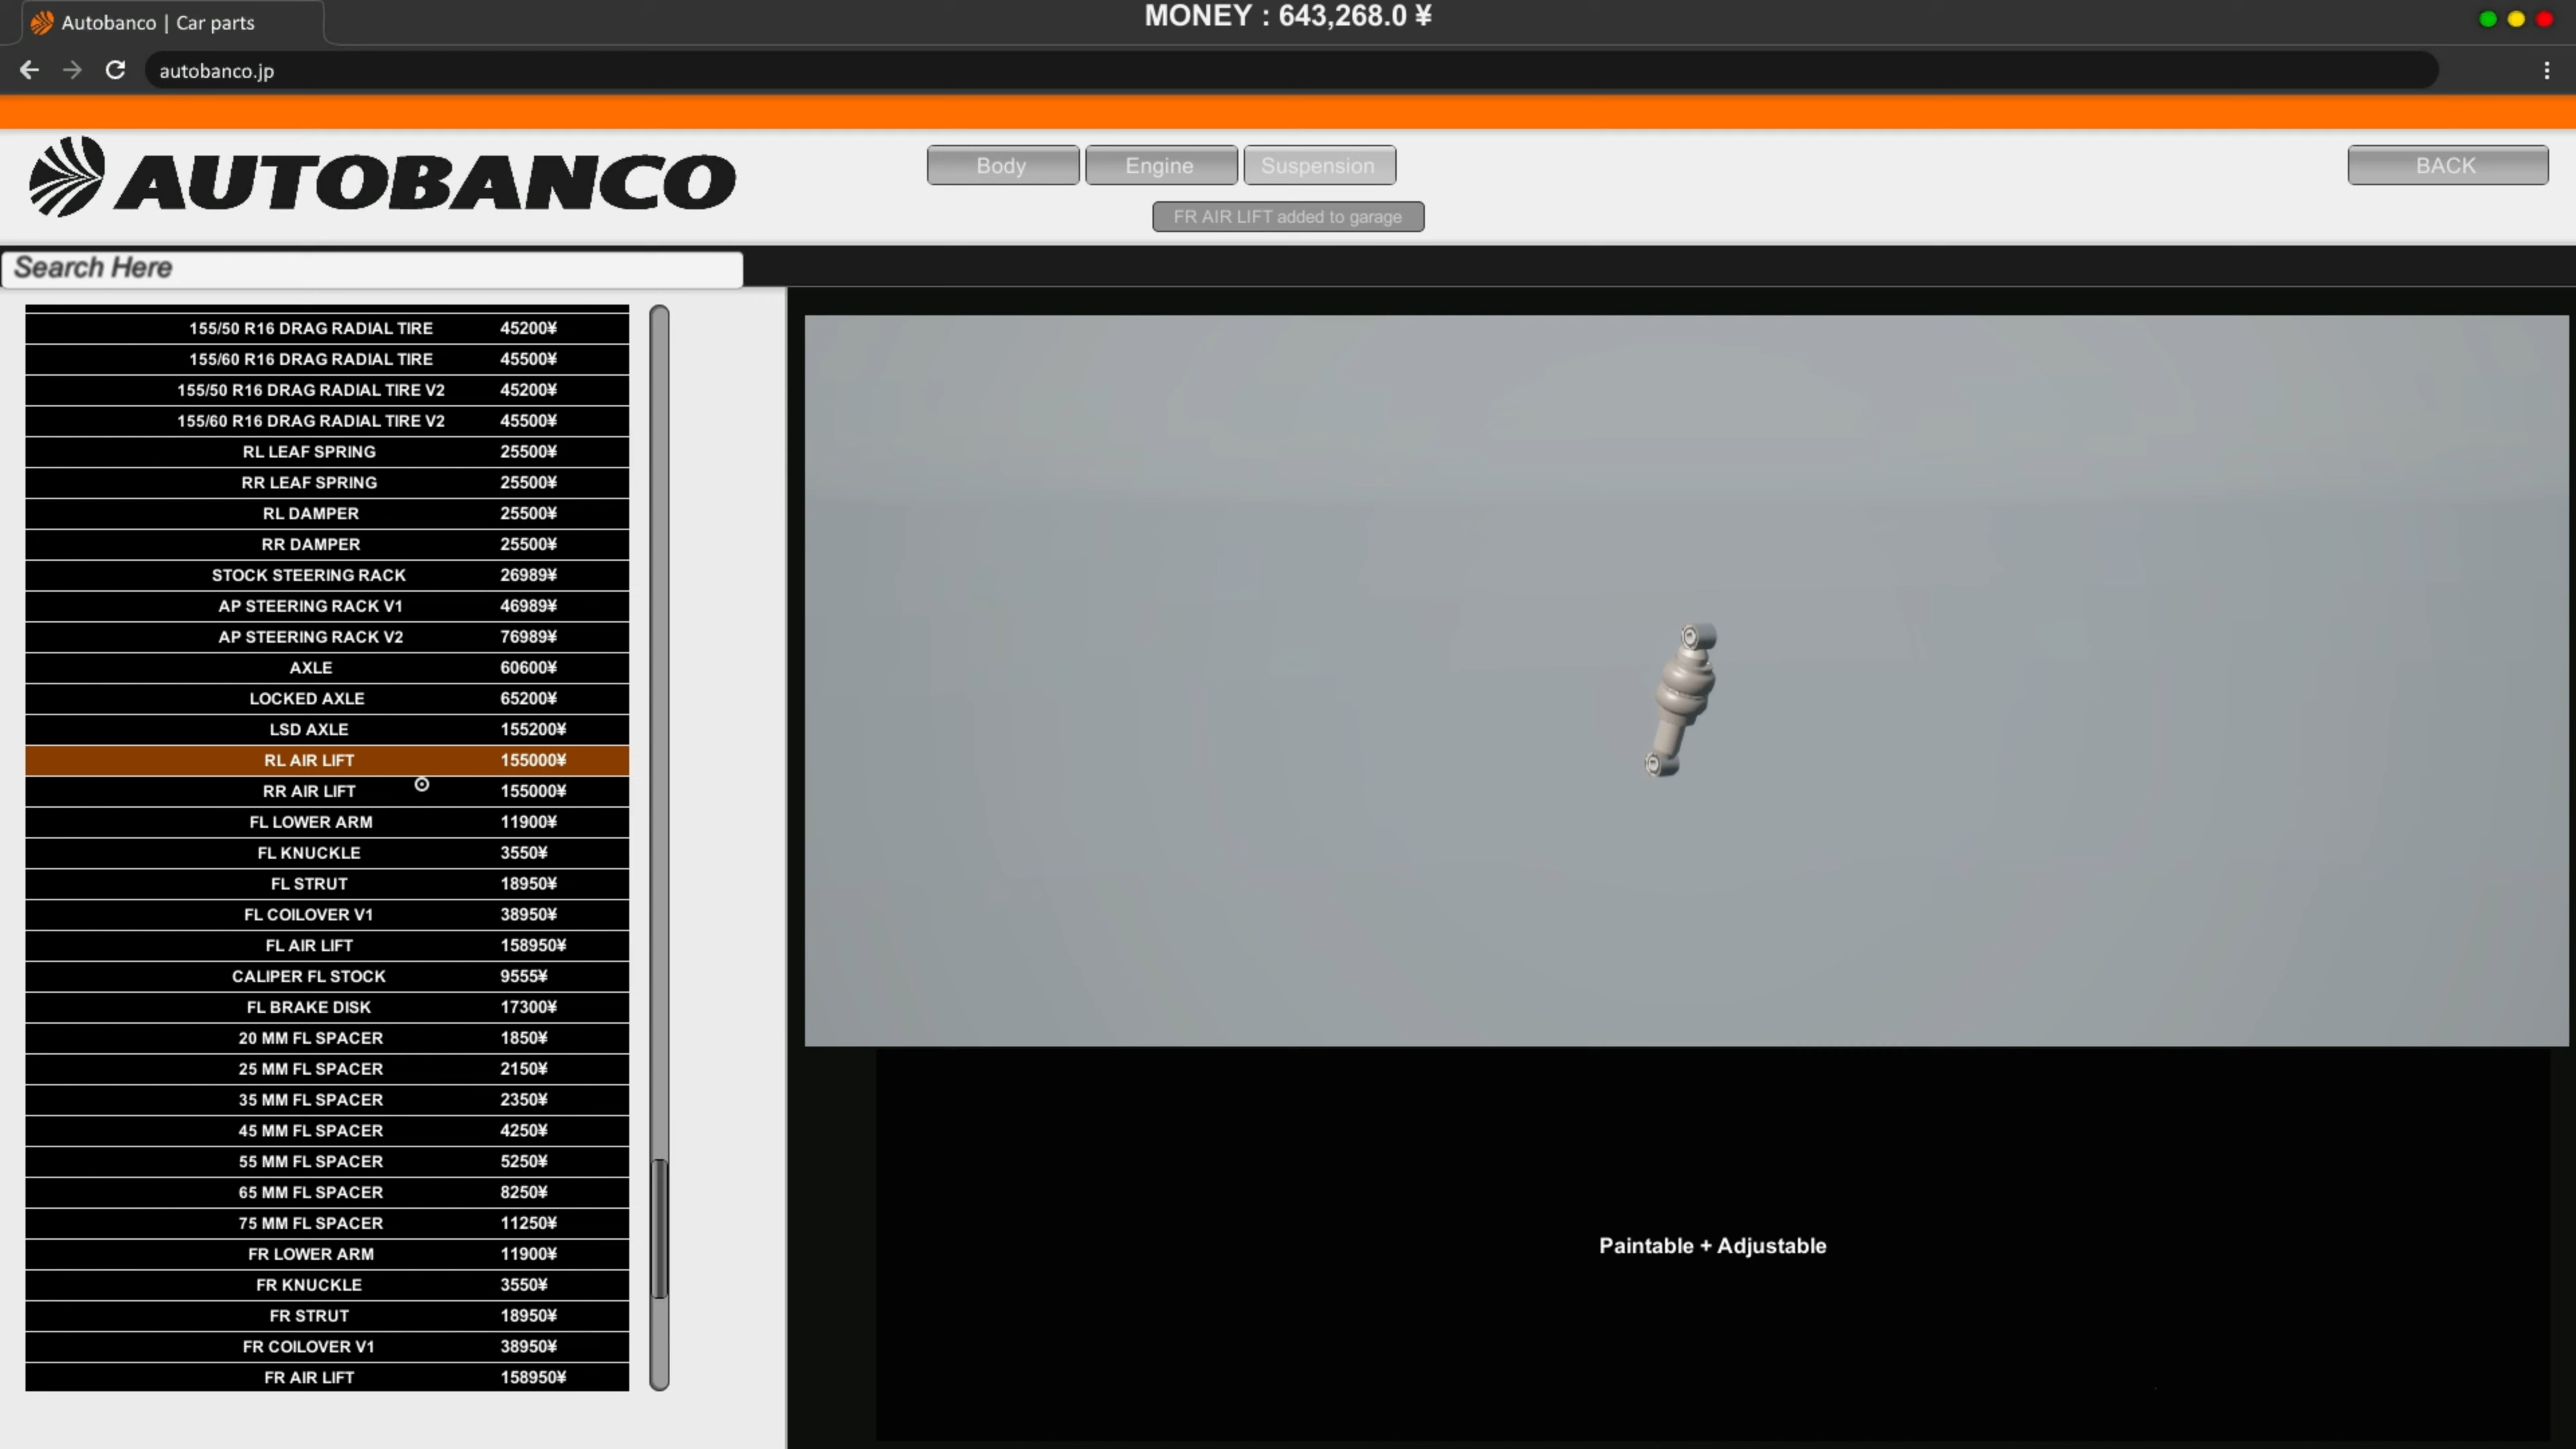 Autobanco | Car parts
MONEY : 643,268.0 ¥
autobanco.jp
AUTOBANCO
Body
Engine
Suspension
BACK
FR AIR LIFT added to garage
Search Here
155/50 R16 DRAG RADIAL TIRE 45200¥
155/60 R16 DRAG RADIAL TIRE 45500¥
155/50 R16 DRAG RADIAL TIRE V2 45200¥
155/60 R16 DRAG RADIAL TIRE V2 45500¥
RL LEAF SPRING 25500¥
RR LEAF SPRING 25500¥
RL DAMPER 25500¥
RR DAMPER 25500¥
STOCK STEERING RACK 26989¥
AP STEERING RACK V1 46989¥
AP STEERING RACK V2 76989¥
AXLE 60600¥
LOCKED AXLE 65200¥
LSD AXLE 155200¥
RL AIR LIFT 155000¥
RR AIR LIFT 155000¥
FL LOWER ARM 11900¥
FL KNUCKLE 3550¥
FL STRUT 18950¥
FL COILOVER V1 38950¥
FL AIR LIFT 158950¥
CALIPER FL STOCK 9555¥
FL BRAKE DISK 17300¥
20 MM FL SPACER 1850¥
25 MM FL SPACER 2150¥
35 MM FL SPACER 2350¥
45 MM FL SPACER 4250¥
55 MM FL SPACER 5250¥
65 MM FL SPACER 8250¥
75 MM FL SPACER 11250¥
FR LOWER ARM 11900¥
FR KNUCKLE 3550¥
FR STRUT 18950¥
FR COILOVER V1 38950¥
FR AIR LIFT 158950¥
Paintable + Adjustable